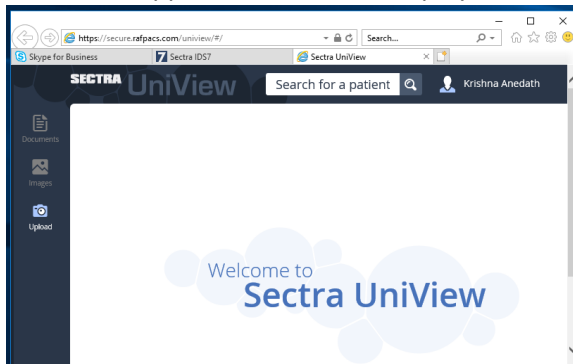 https://secure.rafpacs.com/uniview/#/
Search...
Skype for Business
Sectra IDS7
Sectra UniView
SECTRA UniView
Search for a patient
Krishna Anedath
Documents
Images
Upload
Welcome to
Sectra UniView